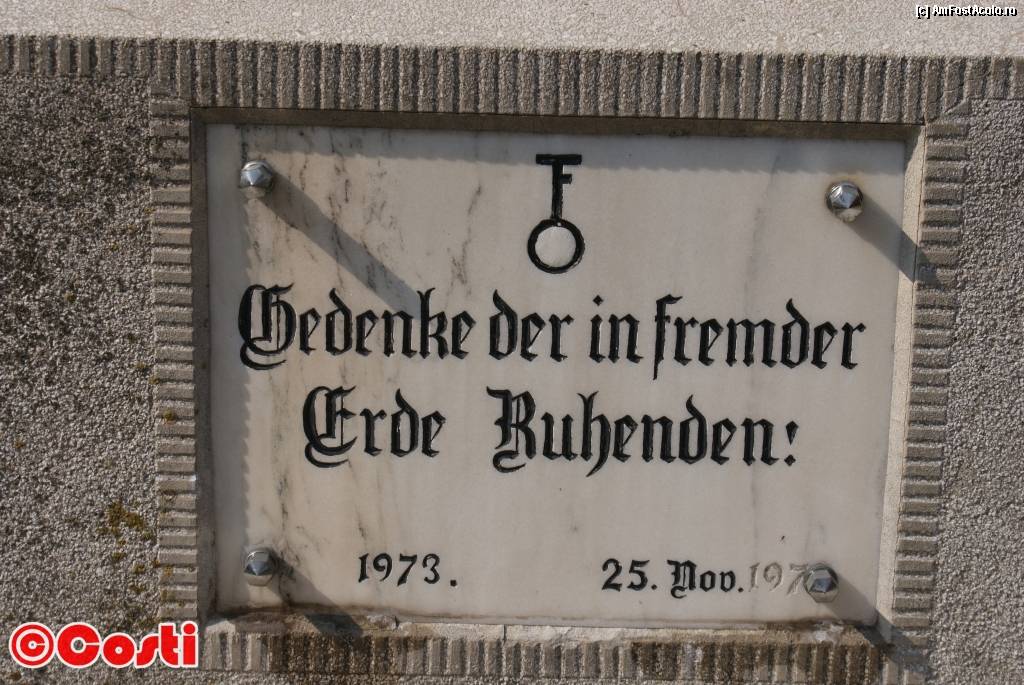 (c) AmFostAcolo.ro
Gedenke der in fremder
Erde Ruhenden!
1973. 25. Nov.
©Costi